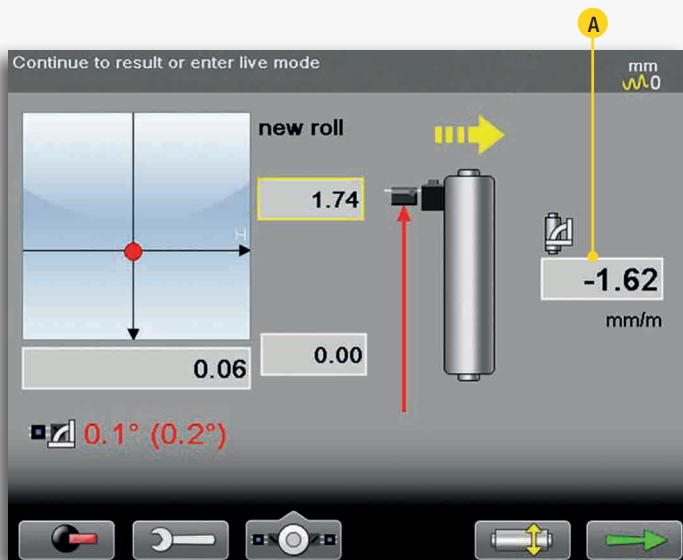 A
Continue to result or enter live mode
mm
0
new roll
1.74
H
-1.62
mm/m
0.00
0.06
0.1° (0.2°)